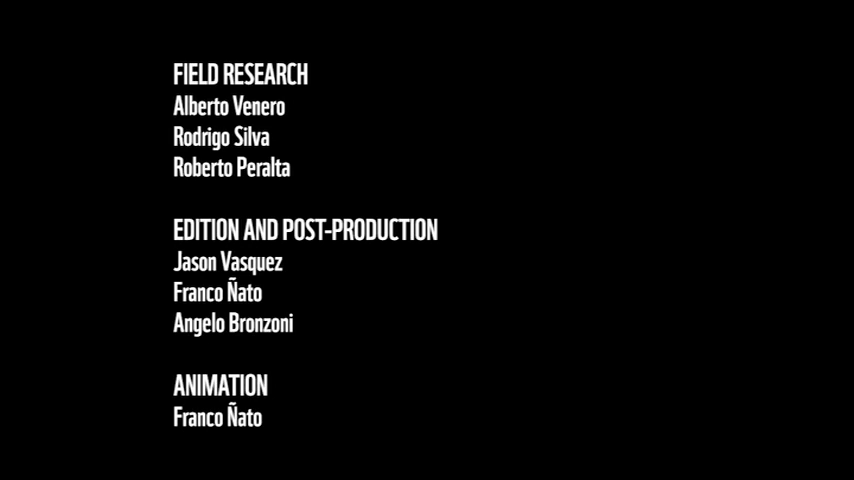 FIELD RESEARCH
Alberto Venero
Rodrigo Silva
Roberto Peralta
EDITION AND POST-PRODUCTION
Jason Vasquez
Franco Ñato
Angelo Bronzoni
ANIMATION
Franco Ñato